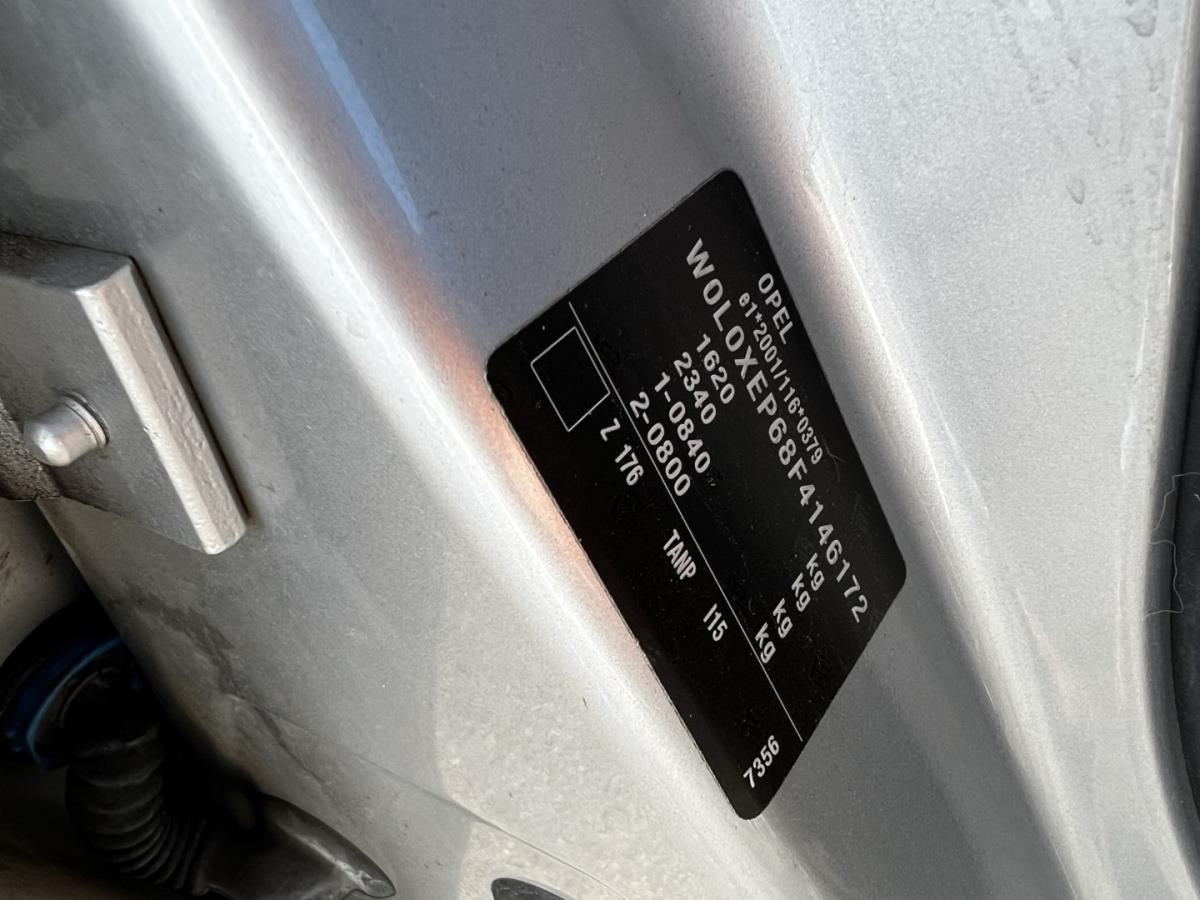 OPEL
e1*2001/116*0379
W0L0XEP68F4146172
1620 kg
2340 kg
1-0840 kg
2-0800 kg
Z 176 TANP I15 7356